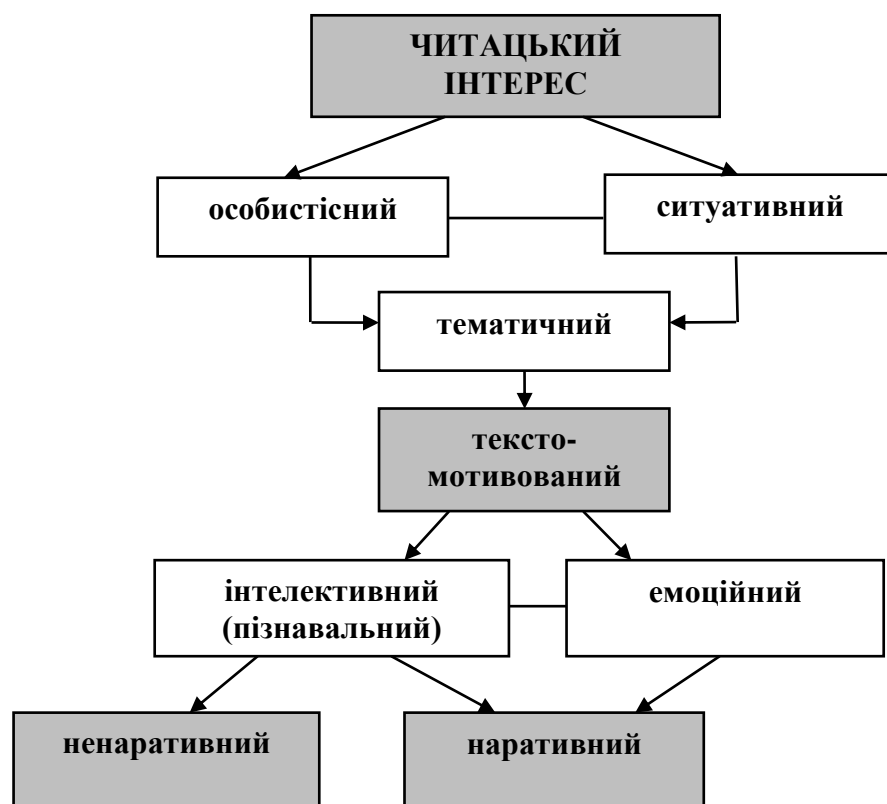 ЧИТАЦЬКИЙ
ІНТЕРЕС
особистісний
ситуативний
тематичний
тексто-
мотивований
інтелективний
(пізнавальний)
емоційний
ненаративний
наративний